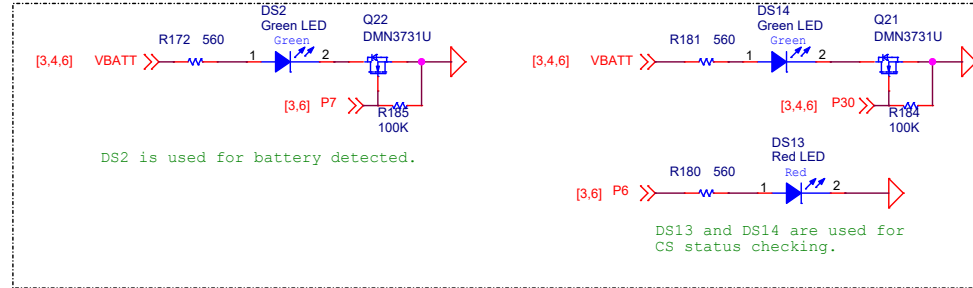 DS2
Green LED
Green
Q22
DMN3731U
R172 560
1
2
[3,4,6] VBATT
[3,6] P7
R185
100K
DS2 is used for battery detected.
DS14
Green LED
Green
Q21
DMN3731U
R181 560
1
2
[3,4,6] VBATT
[3,4,6] P30
R184
100K
DS13
Red LED
Red
R180 560
1
2
[3,6] P6
DS13 and DS14 are used for
CS status checking.